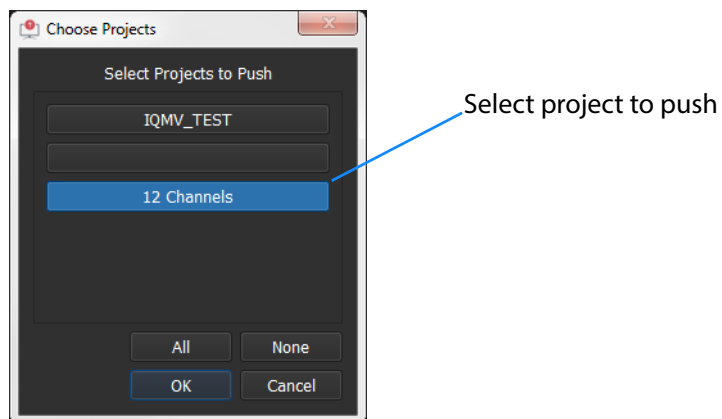 Choose Projects
Select Projects to Push
Select project to push
IQMV_TEST
12 Channels
All None
OK Cancel